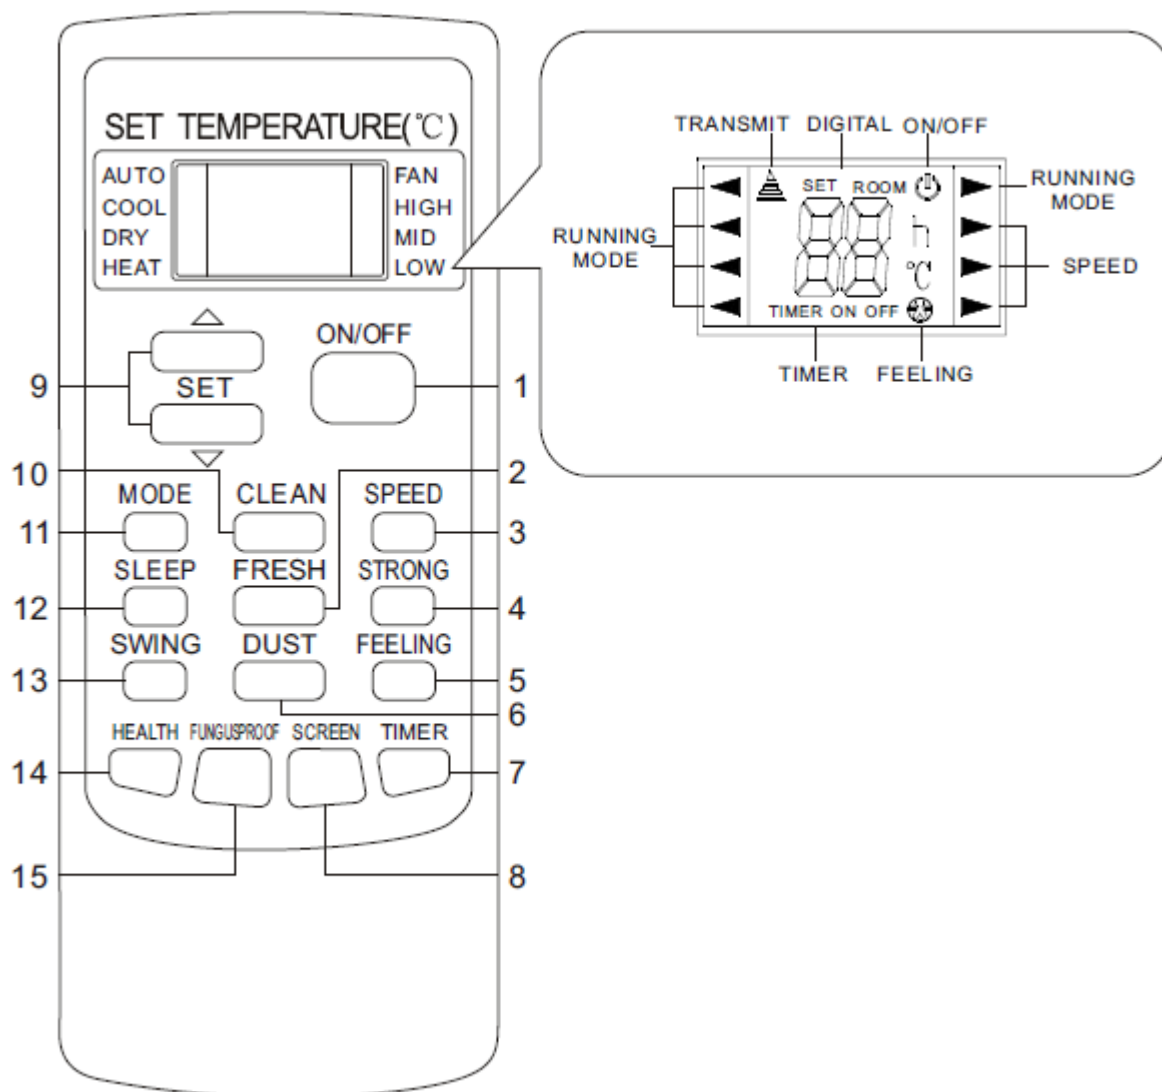 SET TEMPERATURE(℃)
AUTO FAN
COOL HIGH
DRY MID
HEAT LOW
ON/OFF
9 SET 1
10 2
MODE CLEAN SPEED
11 3
SLEEP FRESH STRONG
12 4
SWING DUST FEELING
13 5
6
HEALTH FUNGUSPROOF SCREEN TIMER
14 7
15 8
TRANSMIT DIGITAL ON/OFF
SET ROOM
RUNNING
MODE
RUNNING
MODE
88
h
℃
SPEED
TIMER ON OFF
TIMER FEELING